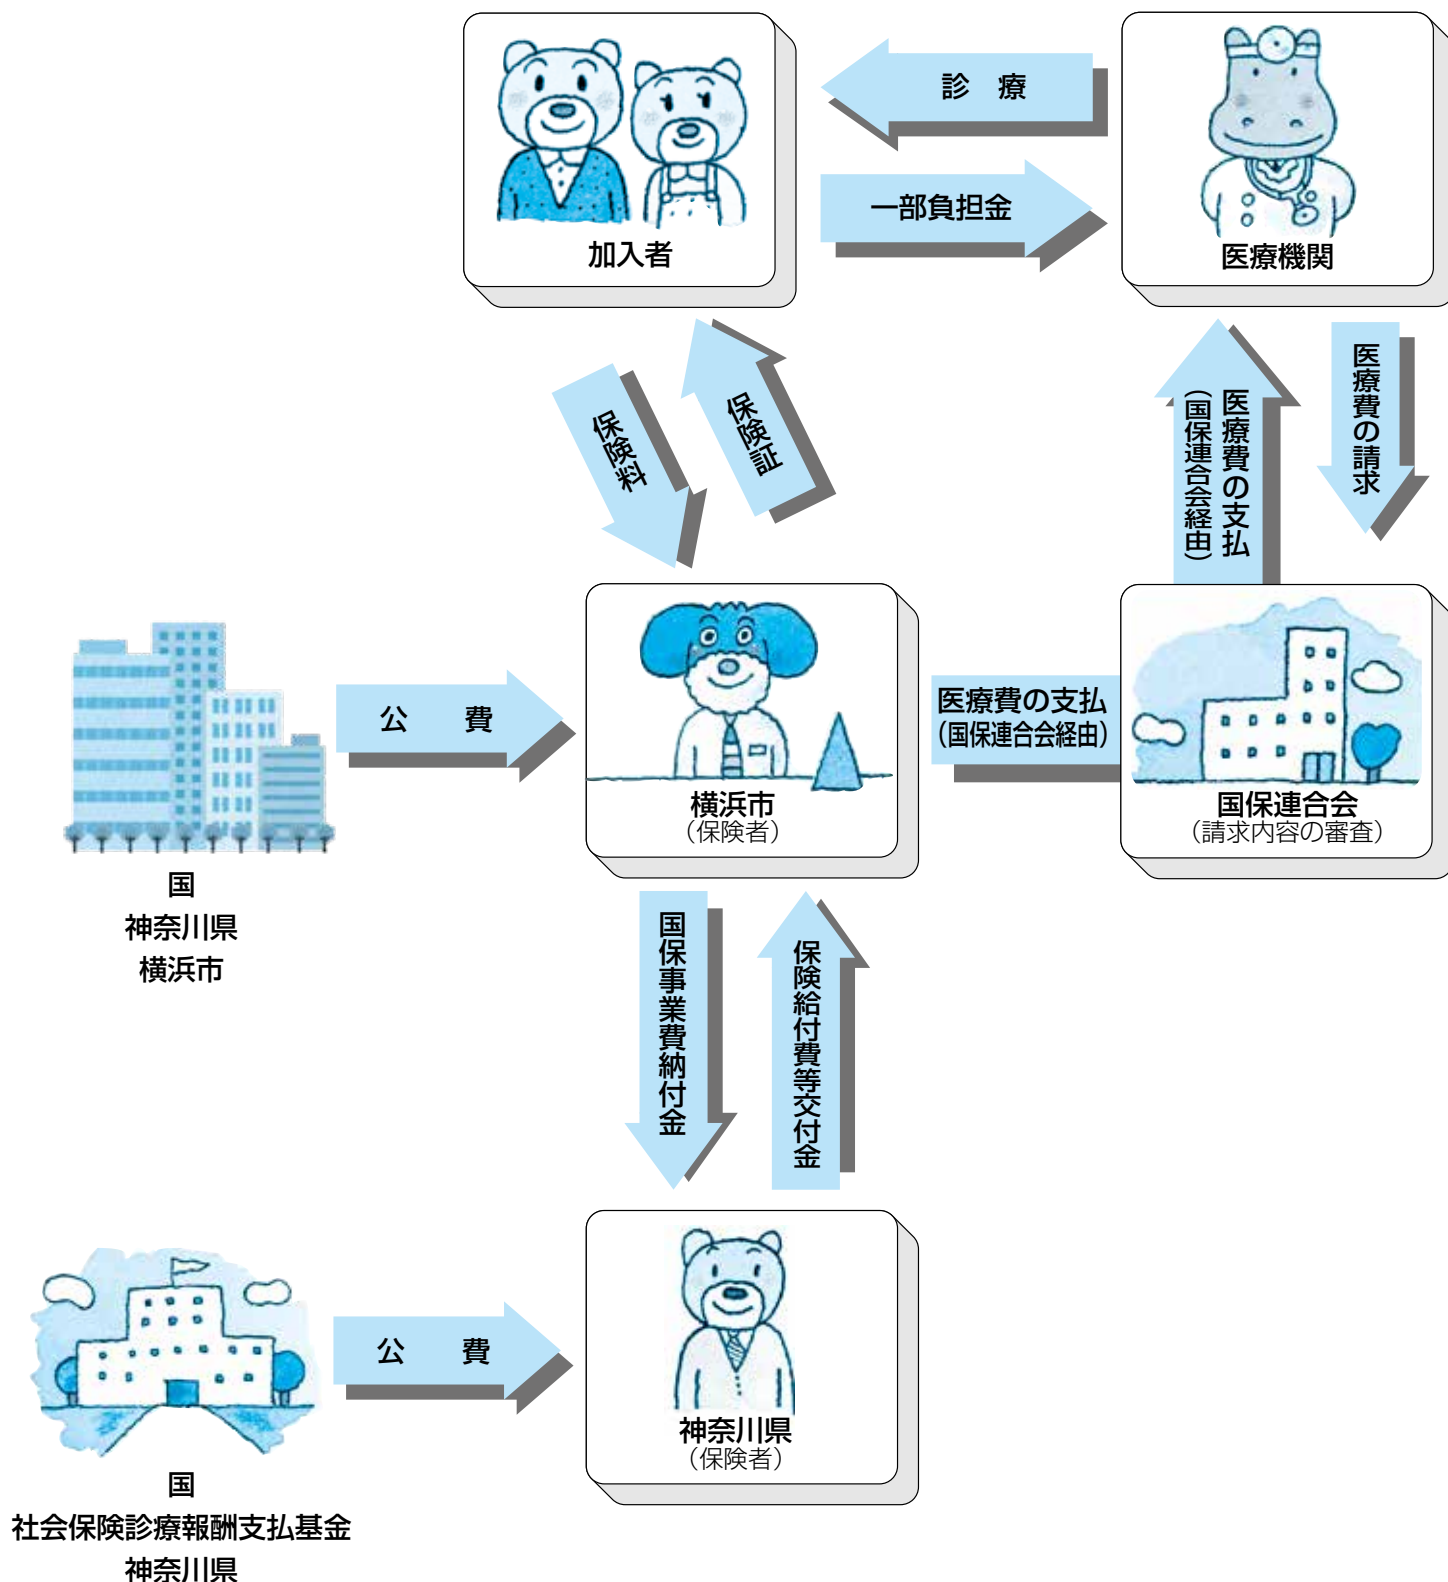 診　療
一部負担金
加入者
医療機関
保険料
保険証
医療費の支払
（国保連合会経由）
医療費の請求
公　　費
医療費の支払
（国保連合会経由）
横浜市
（保険者）
国保連合会
（請求内容の審査）
国
神奈川県
横浜市
国保事業費納付金
保険給付費等交付金
公　　費
神奈川県
（保険者）
国
社会保険診療報酬支払基金
神奈川県